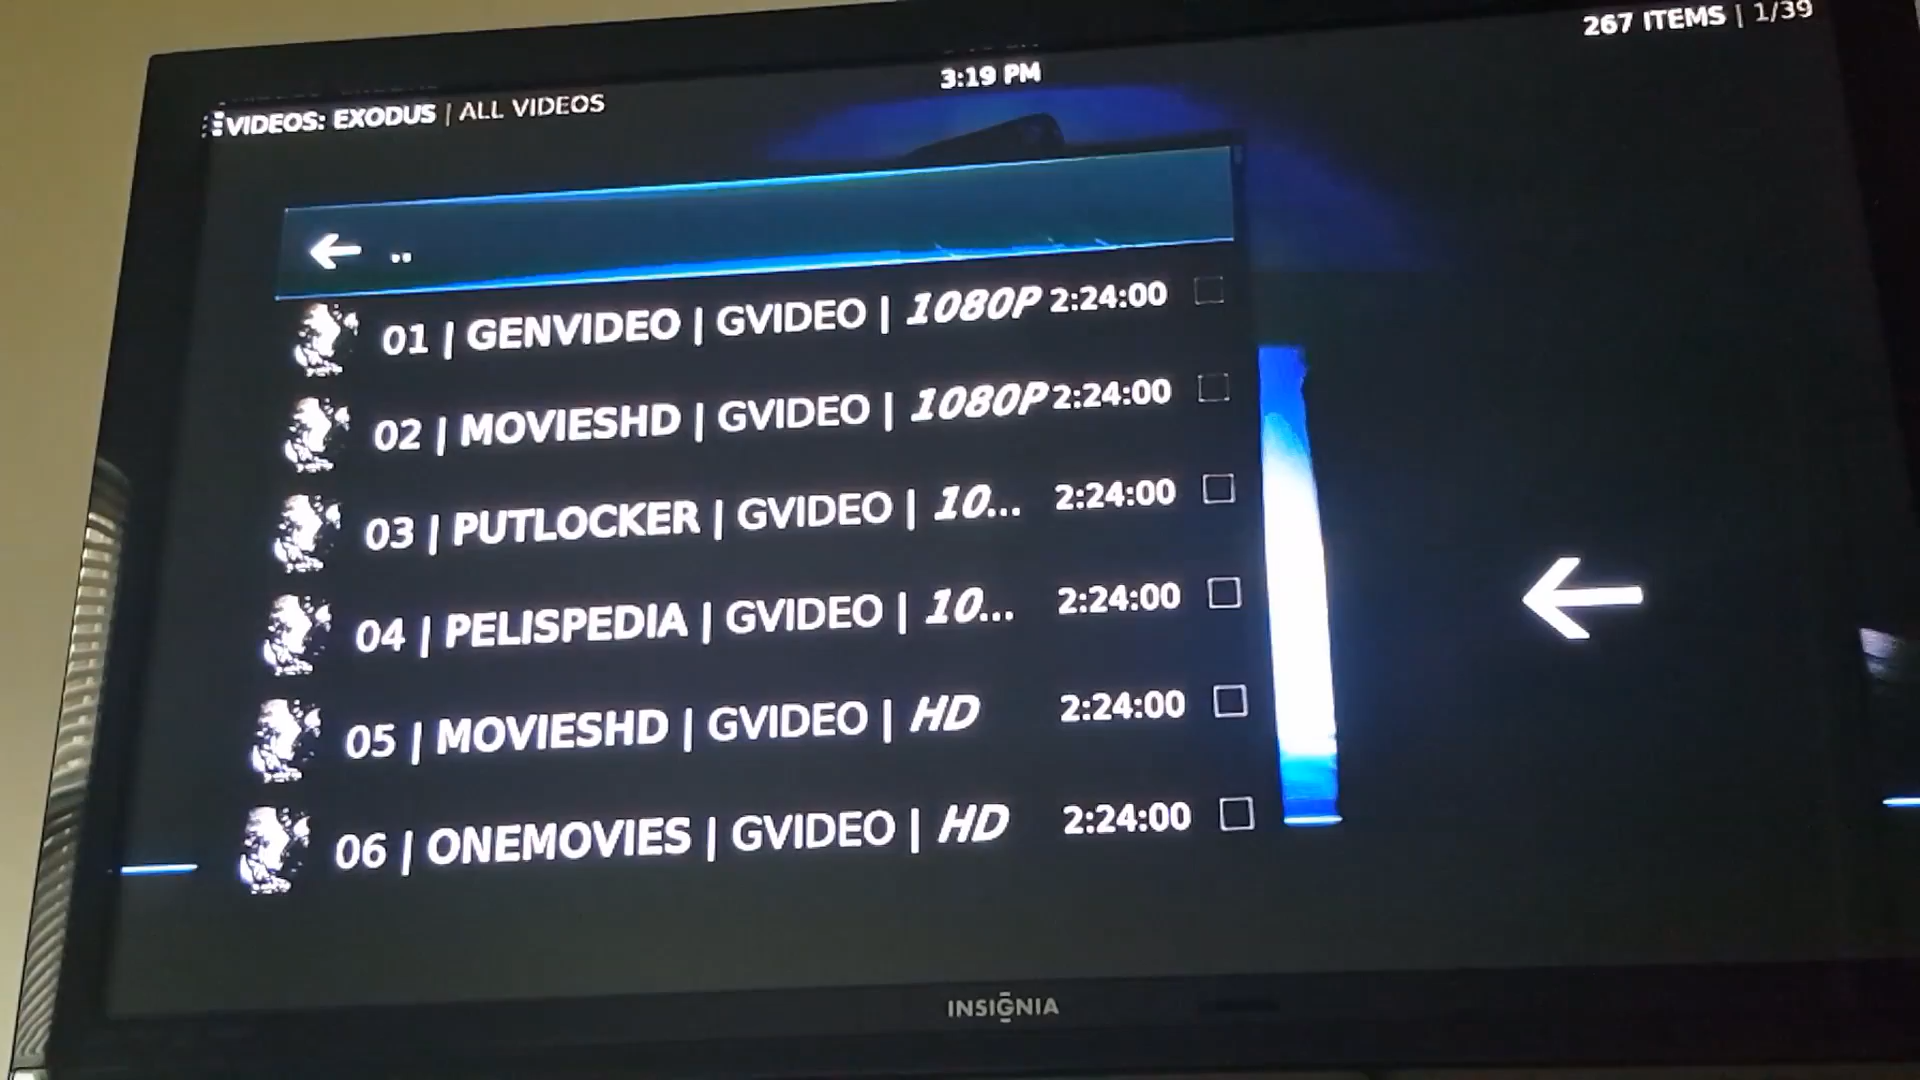 267 ITEMS | 1/39
3:19 PM
VIDEOS: EXODUS | ALL VIDEOS
..
01 | GENVIDEO | GVIDEO | 1080P 2:24:00
02 | MOVIESHD | GVIDEO | 1080P 2:24:00
03 | PUTLOCKER | GVIDEO | 10... 2:24:00
04 | PELISPEDIA | GVIDEO | 10... 2:24:00
05 | MOVIESHD | GVIDEO | HD 2:24:00
06 | ONEMOVIES | GVIDEO | HD 2:24:00
INSIGNIA